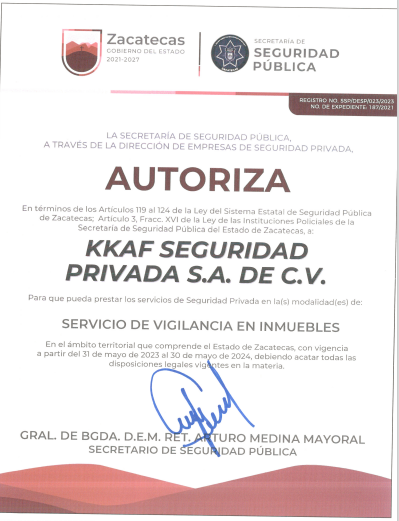 Zacatecas
GOBIERNO DEL ESTADO
2021-2027
SECRETARÍA DE
SEGURIDAD
PÚBLICA
REGISTRO NO. SSP/DESP/023/2023
NO. DE EXPEDIENTE: 187/2021
LA SECRETARÍA DE SEGURIDAD PÚBLICA,
A TRAVÉS DE LA DIRECCIÓN DE EMPRESAS DE SEGURIDAD PRIVADA,
AUTORIZA
En términos de los Artículos 119 al 124 de la Ley del Sistema Estatal de Seguridad Pública
de Zacatecas; Artículo 3, Fracc. XVI de la Ley de las Instituciones Policiales de la
Secretaría de Seguridad Pública del Estado de Zacatecas, a:
KKAF SEGURIDAD
PRIVADA S.A. DE C.V.
Para que pueda prestar los servicios de Seguridad Privada en la(s) modalidad(es) de:
SERVICIO DE VIGILANCIA EN INMUEBLES
En el ámbito territorial que comprende el Estado de Zacatecas, con vigencia
a partir del 31 de mayo de 2023 al 30 de mayo de 2024, debiendo acatar todas las
disposiciones legales vigentes en la materia.
GRAL. DE BGDA. D.E.M. RET. ARTURO MEDINA MAYORAL
SECRETARIO DE SEGURIDAD PÚBLICA